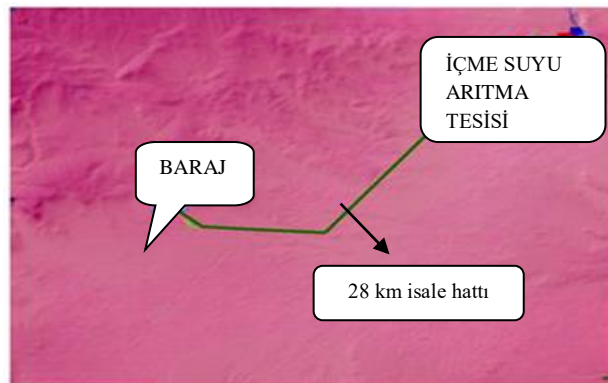 İÇME SUYU
ARITMA
TESİSİ
BARAJ
28 km isale hattı